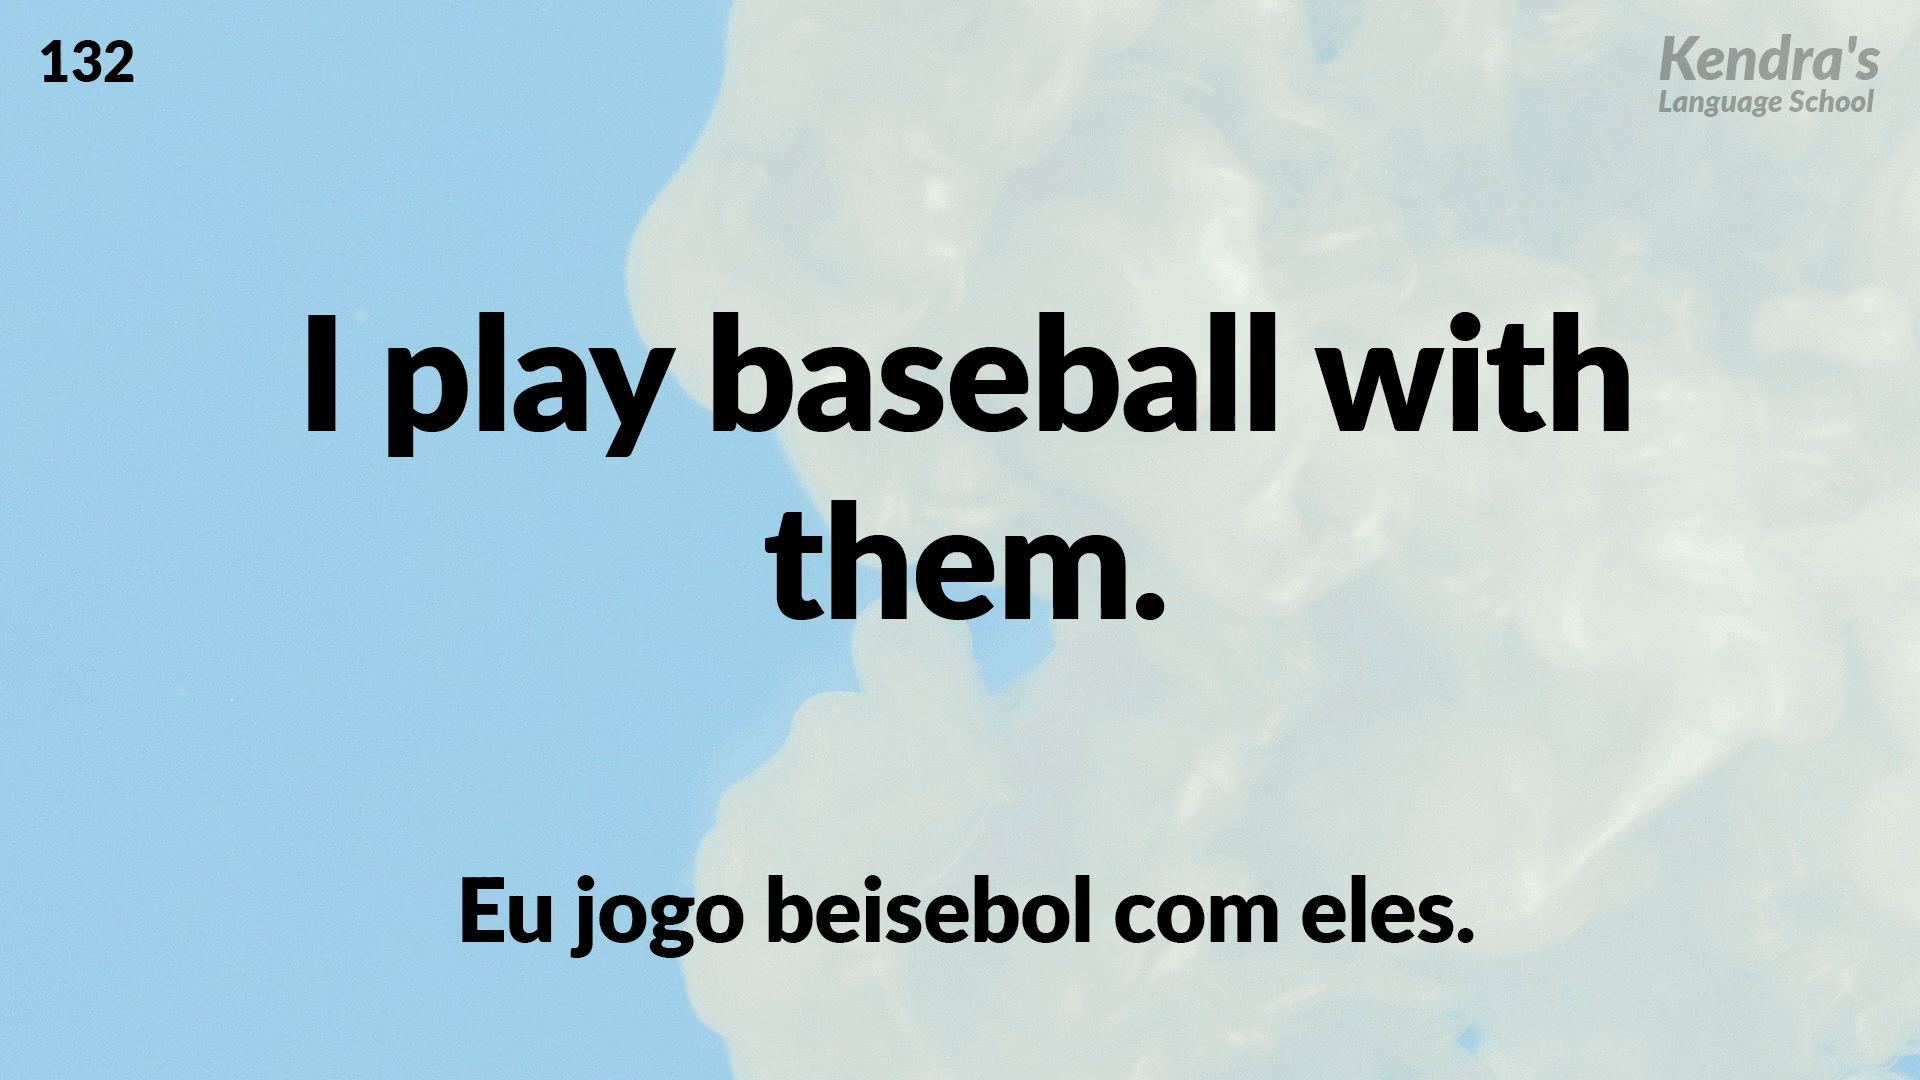 132
Kendra's
Language School
I play baseball with
them.
Eu jogo beisebol com eles.